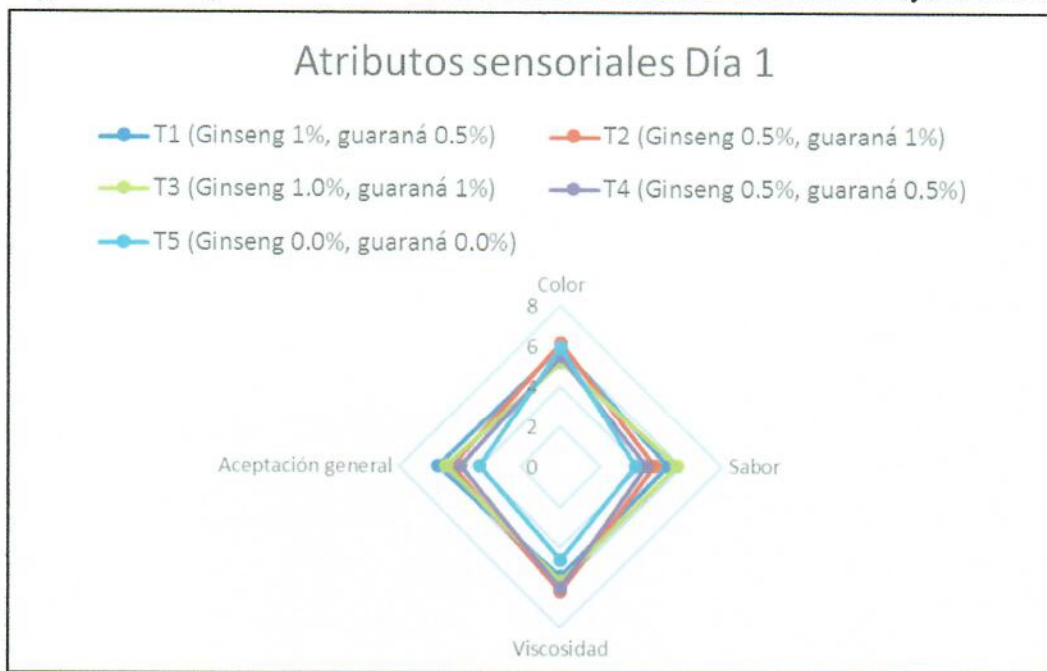 Atributos sensoriales Día 1
T1 (Ginseng 1%, guaraná 0.5%) T2 (Ginseng 0.5%, guaraná 1%)
T3 (Ginseng 1.0%, guaraná 1%) T4 (Ginseng 0.5%, guaraná 0.5%)
T5 (Ginseng 0.0%, guaraná 0.0%)
Color
8
6
4
2
0
Aceptación general
Sabor
Viscosidad